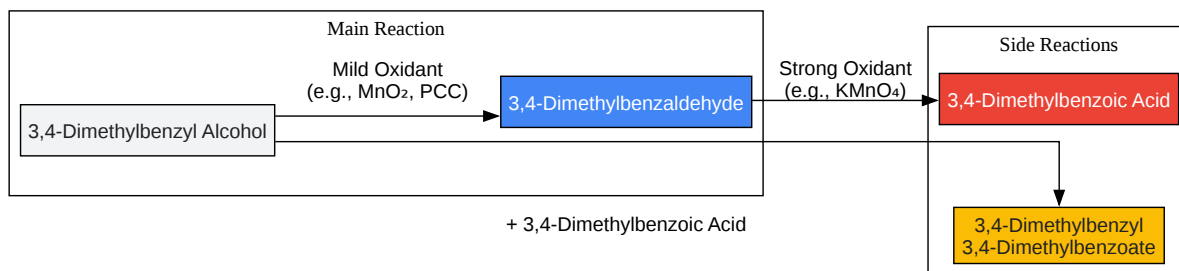 Main Reaction
Mild Oxidant
(e.g., MnO₂, PCC)
3,4-Dimethylbenzyl Alcohol
3,4-Dimethylbenzaldehyde
Strong Oxidant
(e.g., KMnO₄)
Side Reactions
3,4-Dimethylbenzoic Acid
+ 3,4-Dimethylbenzoic Acid
3,4-Dimethylbenzyl
3,4-Dimethylbenzoate